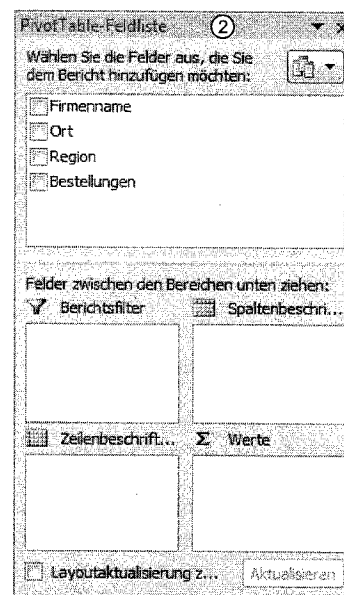 PivotTable-Feldliste ②
Wählen Sie die Felder aus, die Sie
dem Bericht hinzufügen möchten:
Firmenname
Ort
Region
Bestellungen
Felder zwischen den Bereichen unten ziehen:
Berichtsfilter Spaltenbeschri...
Zeilenbeschrift... Σ Werte
Layoutaktualisierung z... Aktualisieren